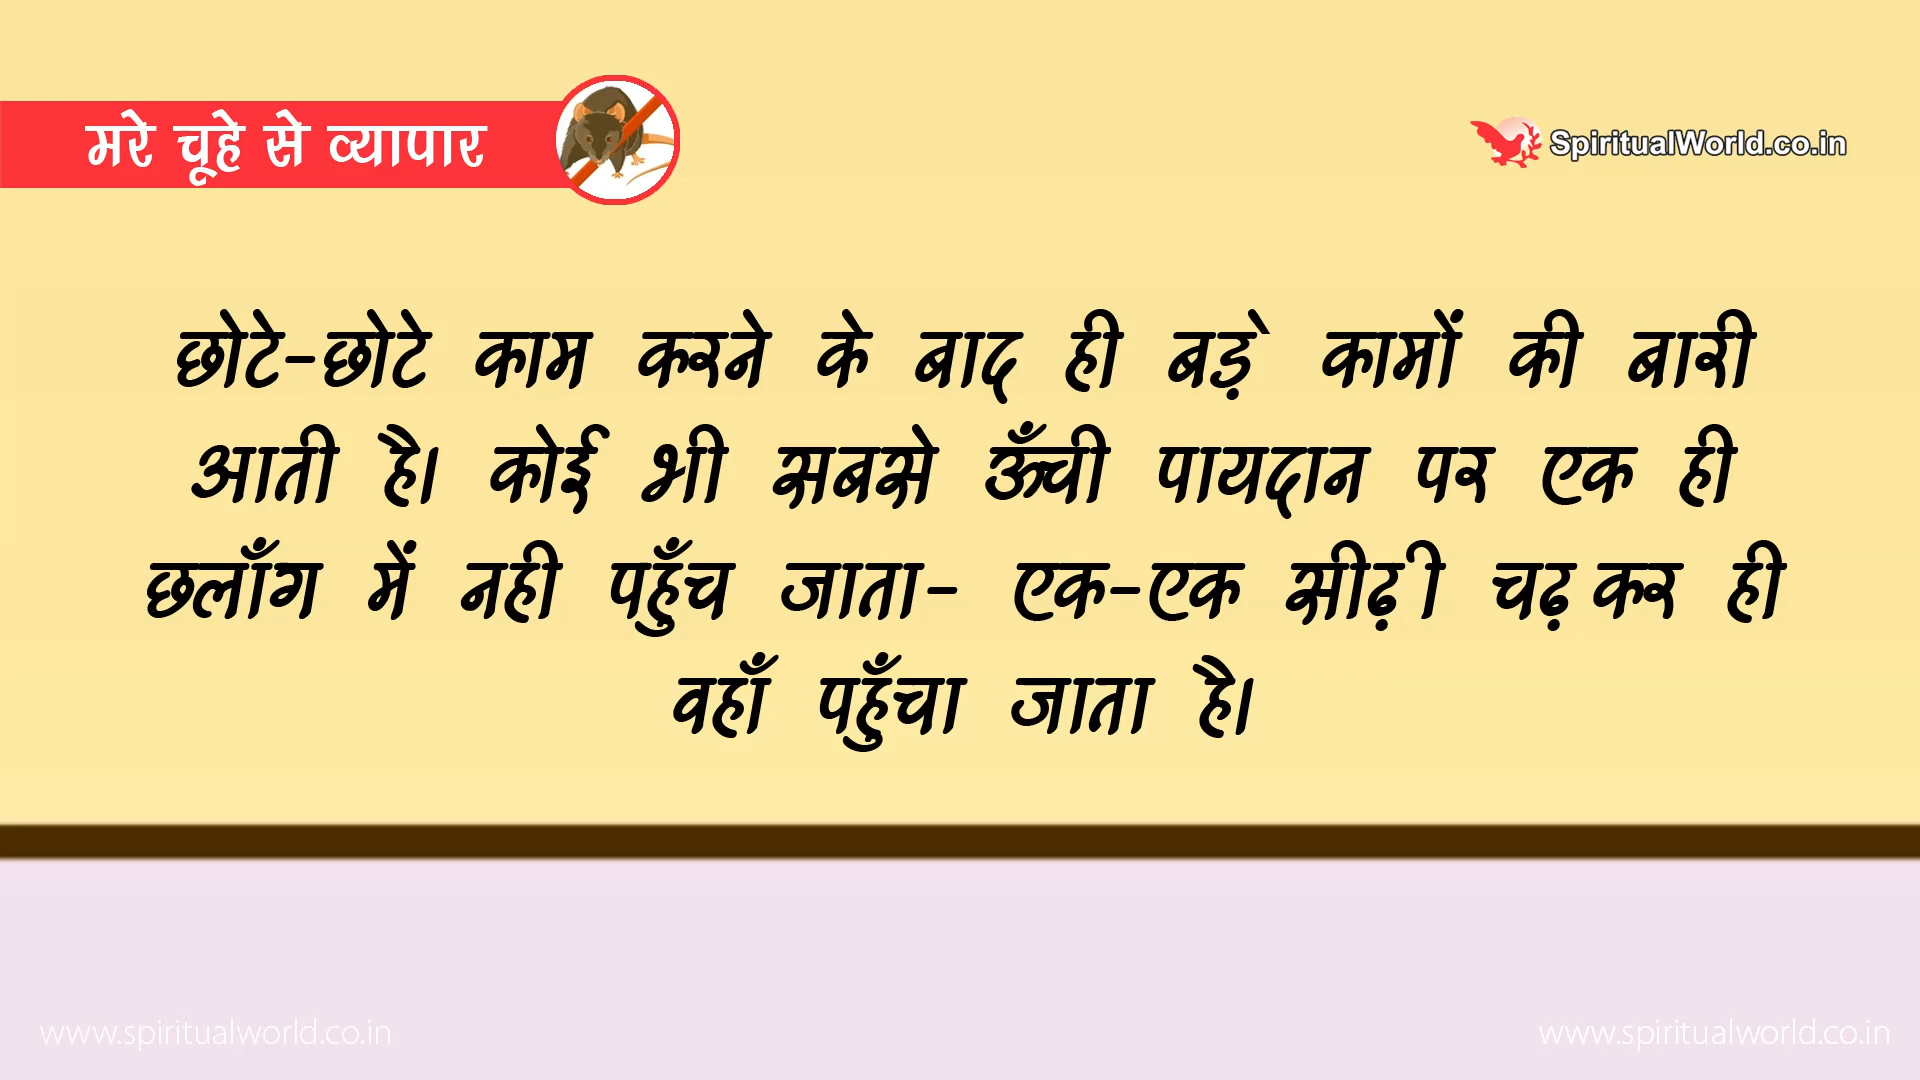 मरे चूहे से व्यापार
SpiritualWorld.co.in
छोटे-छोटे काम करने के बाद ही बड़े कामों की बारी
आती है। कोई भी सबसे ऊँची पायदान पर एक ही
छलाँग में नही पहुँच जाता- एक-एक सीढ़ी चढ़कर ही
वहाँ पहुँचा जाता है।
www.spiritualworld.co.in
www.spiritualworld.co.in